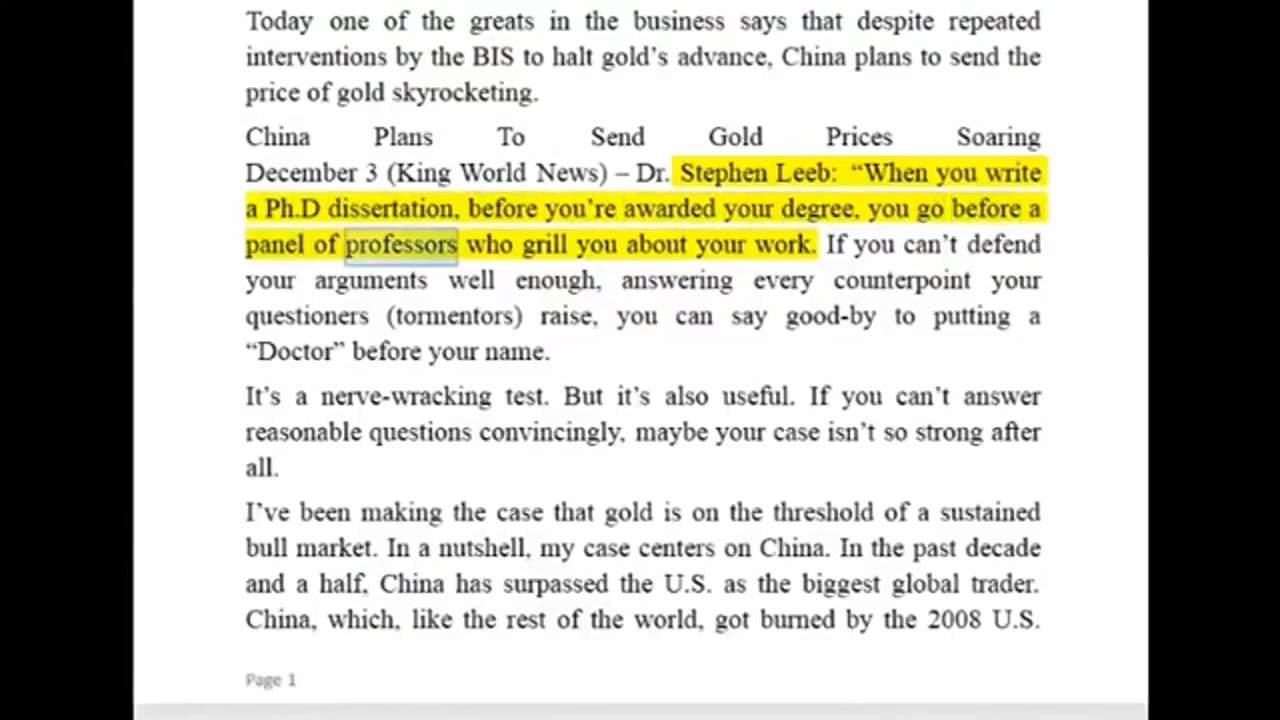 Today one of the greats in the business says that despite repeated
interventions by the BIS to halt gold's advance, China plans to send the
price of gold skyrocketing.
China Plans To Send Gold Prices Soaring
December 3 (King World News) – Dr. Stephen Leeb: “When you write
a Ph.D dissertation, before you're awarded your degree, you go before a
panel of professors who grill you about your work. If you can't defend
your arguments well enough, answering every counterpoint your
questioners (tormentors) raise, you can say good-by to putting a
“Doctor” before your name.
It's a nerve-wracking test. But it's also useful. If you can't answer
reasonable questions convincingly, maybe your case isn't so strong after
all.
I've been making the case that gold is on the threshold of a sustained
bull market. In a nutshell, my case centers on China. In the past decade
and a half, China has surpassed the U.S. as the biggest global trader.
China, which, like the rest of the world, got burned by the 2008 U.S.
Page 1